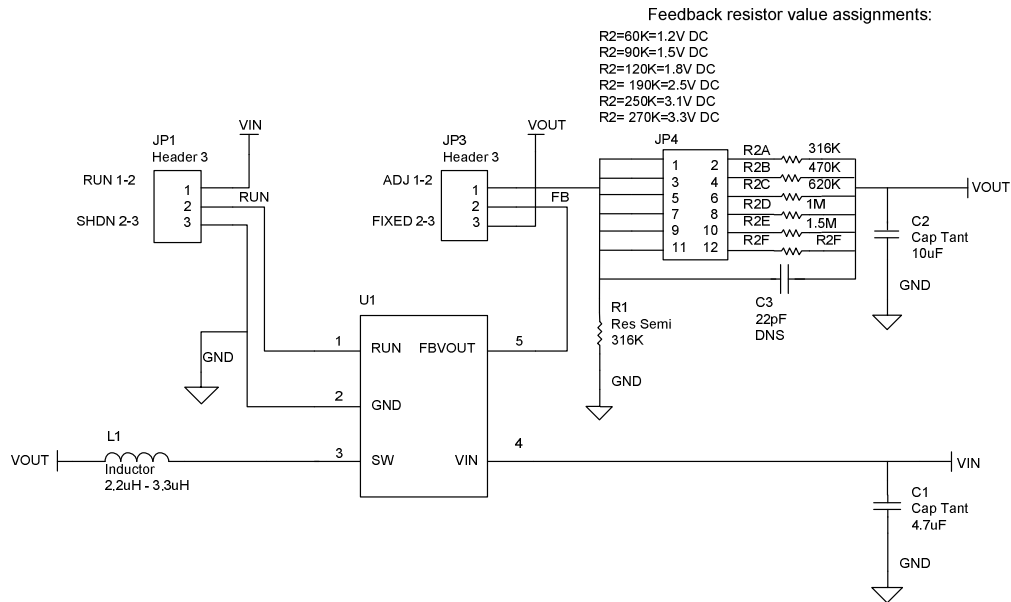 Feedback resistor value assignments:
R2=60K=1.2V DC
R2=90K=1.5V DC
R2=120K=1.8V DC
R2= 190K=2.5V DC
R2=250K=3.1V DC
R2= 270K=3.3V DC
VIN
JP1
Header 3
RUN 1-2
SHDN 2-3
1
2
3
RUN
VOUT
JP3
Header 3
ADJ 1-2
FIXED 2-3
1
2
3
FB
JP4
1 2
3 4
5 6
7 8
9 10
11 12
R2A 316K
R2B 470K
R2C 620K
R2D 1M
R2E 1.5M
R2F R2F
VOUT
C2
Cap Tant
10uF
GND
C3
22pF
DNS
R1
Res Semi
316K
GND
U1
1 RUN FBVOUT 5
GND
2 GND
3 SW VIN 4
VOUT
L1
Inductor
2.2uH - 3.3uH
VIN
C1
Cap Tant
4.7uF
GND